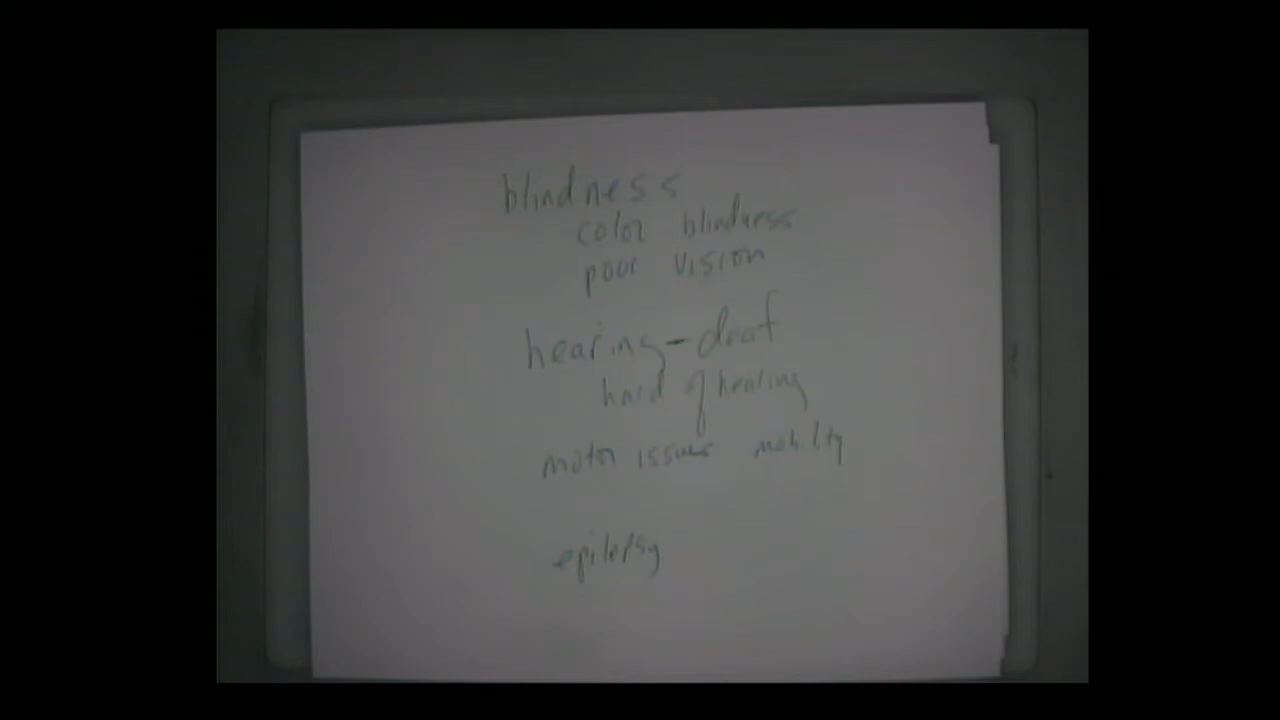 blindness
color blindness
poor vision
hearing - deaf
hard of hearing
motor issues mobility
epilepsy